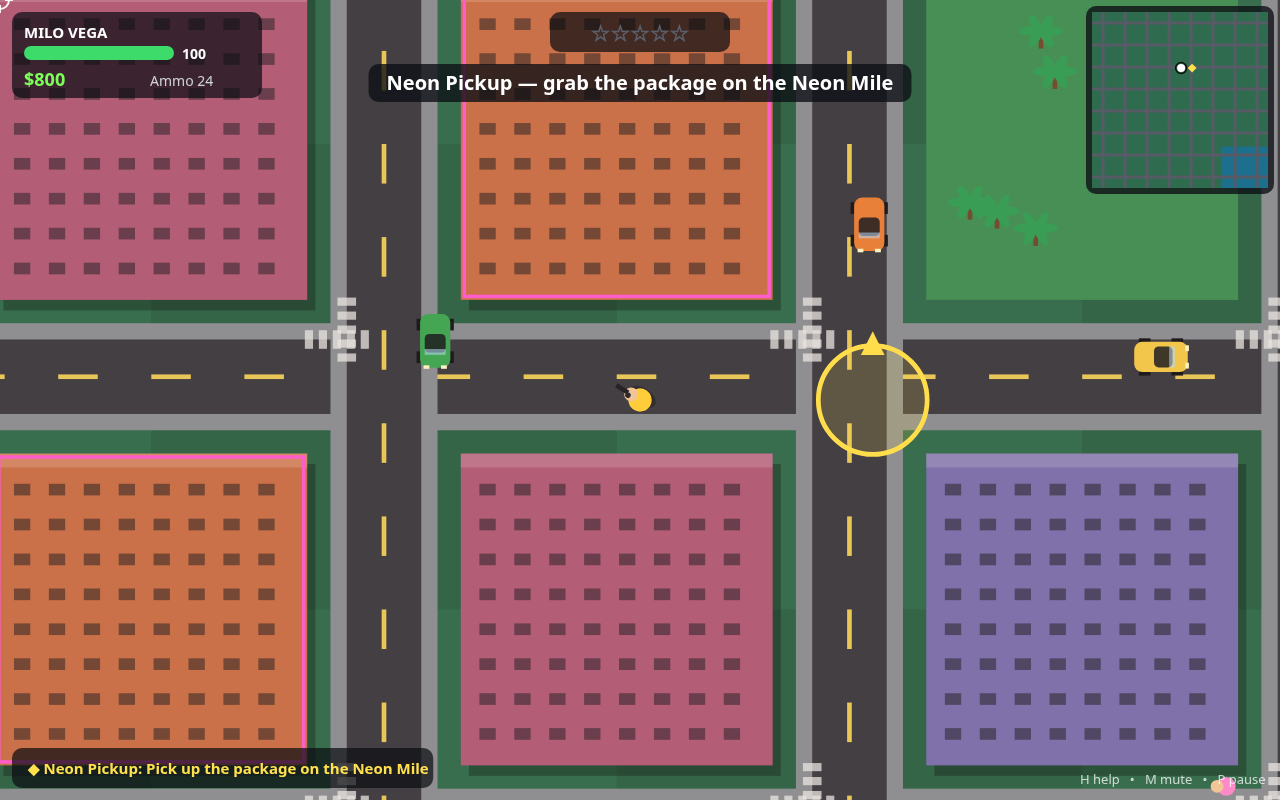 MILO VEGA
100
$800
Ammo 24
Neon Pickup — grab the package on the Neon Mile
◆ Neon Pickup: Pick up the package on the Neon Mile
H help • M mute • P pause